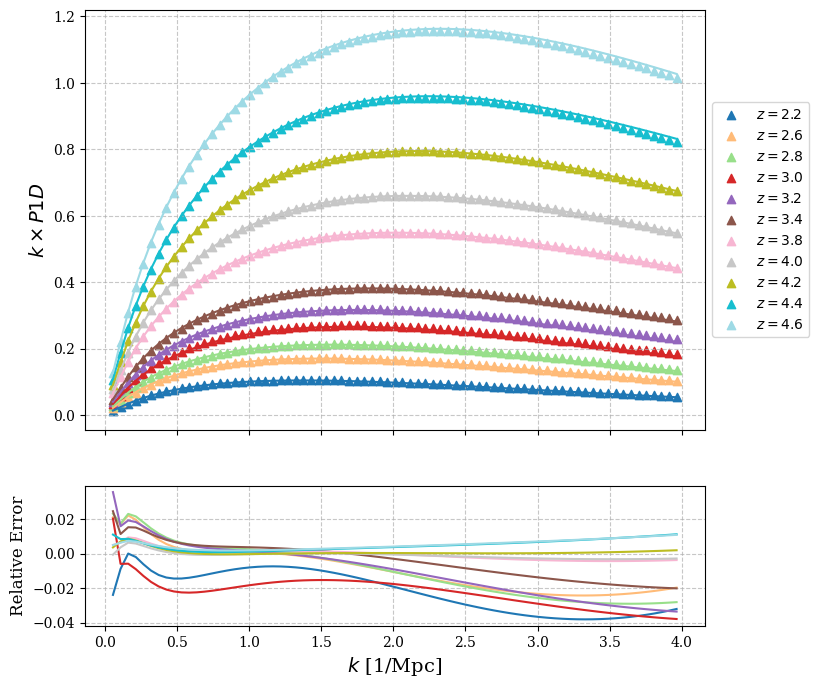 1.2
1.0
0.8
0.6
0.4
0.2
0.0
k × P1D
z = 2.2
z = 2.6
z = 2.8
z = 3.0
z = 3.2
z = 3.4
z = 3.8
z = 4.0
z = 4.2
z = 4.4
z = 4.6
0.02
0.00
−0.02
−0.04
Relative Error
0.0 0.5 1.0 1.5 2.0 2.5 3.0 3.5 4.0
k [1/Mpc]